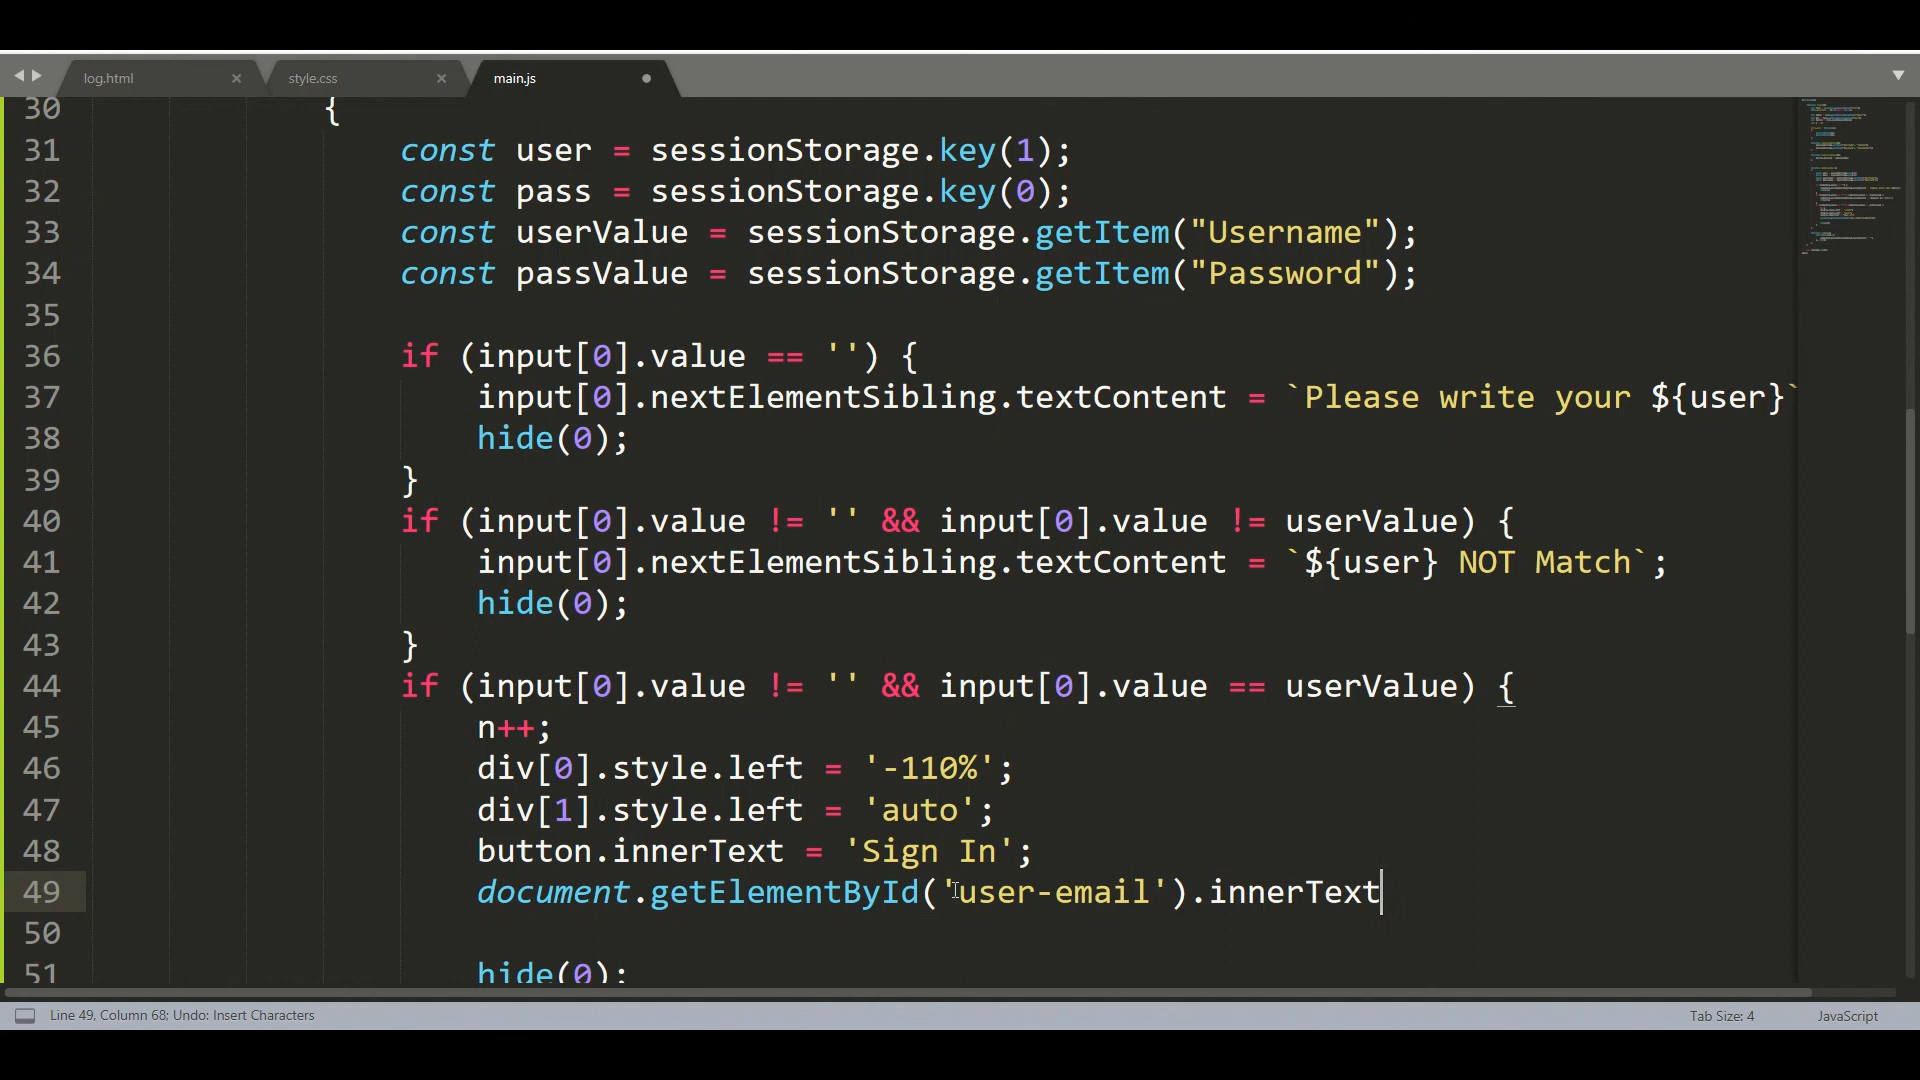 log.html × style.css × main.js
30 {
31 const user = sessionStorage.key(1);
32 const pass = sessionStorage.key(0);
33 const userValue = sessionStorage.getItem("Username");
34 const passValue = sessionStorage.getItem("Password");
35
36 if (input[0].value == '') {
37 input[0].nextElementSibling.textContent = `Please write your ${user}`
38 hide(0);
39 }
40 if (input[0].value != '' && input[0].value != userValue) {
41 input[0].nextElementSibling.textContent = `${user} NOT Match`;
42 hide(0);
43 }
44 if (input[0].value != '' && input[0].value == userValue) {
45 n++;
46 div[0].style.left = '-110%';
47 div[1].style.left = 'auto';
48 button.innerText = 'Sign In';
49 document.getElementById('user-email').innerText
50
51 hide(0);
Line 49, Column 68; Undo: Insert Characters Tab Size: 4 JavaScript